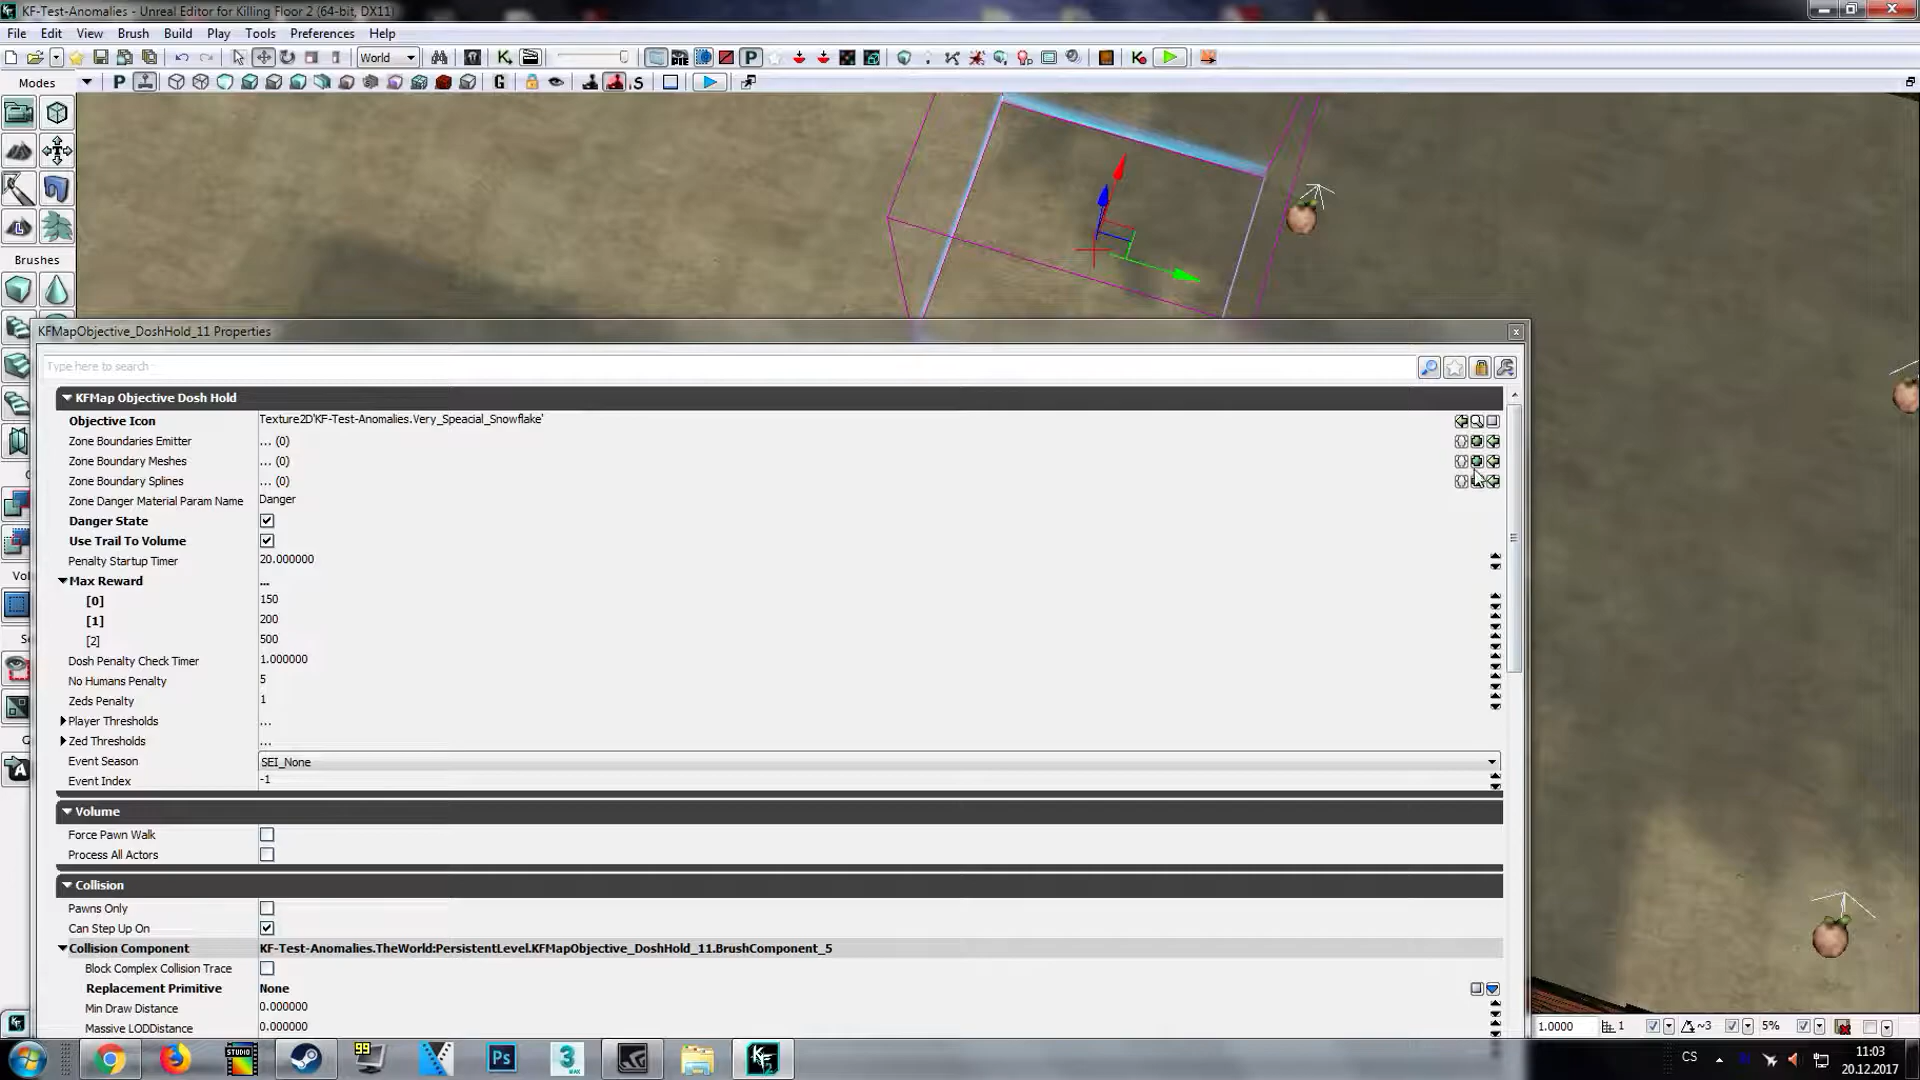 KF-Test-Anomalies - Unreal Editor for Killing Floor 2 (64-bit, DX11)
File Edit View Brush Build Play Tools Preferences Help
World
Modes
P G S
Brushes
KFMapObjective_DoshHold_11 Properties
Type here to search
KFMap Objective Dosh Hold
Objective Icon Texture2D'KF-Test-Anomalies.Very_Speacial_Snowflake'
Zone Boundaries Emitter ... (0)
Zone Boundary Meshes ... (0)
Zone Boundary Splines ... (0)
Zone Danger Material Param Name Danger
Danger State
Use Trail To Volume
Penalty Startup Timer 20.000000
Max Reward ...
[0] 150
[1] 200
[2] 500
Dosh Penalty Check Timer 1.000000
No Humans Penalty 5
Zeds Penalty 1
Player Thresholds ...
Zed Thresholds ...
Event Season SEI_None
Event Index -1
Volume
Force Pawn Walk
Process All Actors
Collision
Pawns Only
Can Step Up On
Collision Component KF-Test-Anomalies.TheWorld:PersistentLevel.KFMapObjective_DoshHold_11.BrushComponent_5
Block Complex Collision Trace
Replacement Primitive None
Min Draw Distance 0.000000
Massive LODDistance 0.000000
1.0000 1 ~3 5%
STUDIO 99 Ps 3 MAX
CS 11:03
20.12.2017